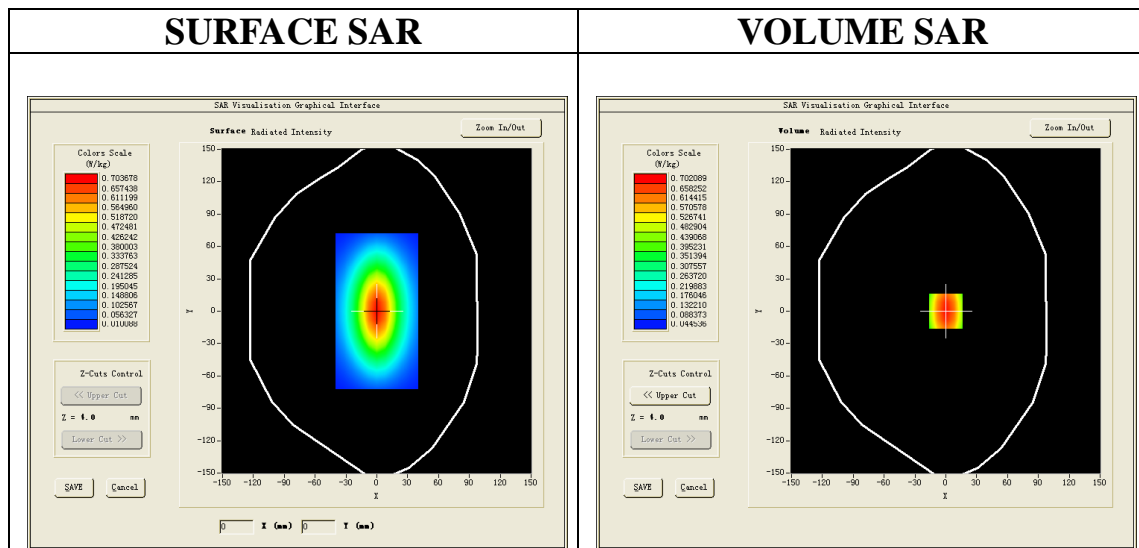 SURFACE SAR
VOLUME SAR
SAR Visualisation Graphical Interface
Surface Radiated Intensity
Zoom In/Out
Colors Scale
(W/kg)
0.703678
0.657438
0.611199
0.564960
0.518720
0.472481
0.426242
0.380003
0.333763
0.287524
0.241285
0.195045
0.148806
0.102567
0.056327
0.010088
150
120
90
60
30
0
-30
-60
-90
-120
-150
Y
-150 -120 -90 -60 -30 0 30 60 90 120 150
X
Z-Cuts Control
<< Upper Cut
Z = 4.0 mm
Lower Cut >>
SAVE Cancel
0 X (mm) 0 Y (mm)
SAR Visualisation Graphical Interface
Volume Radiated Intensity
Zoom In/Out
Colors Scale
(W/kg)
0.702089
0.658252
0.614415
0.570578
0.526741
0.482904
0.439068
0.395231
0.351394
0.307557
0.263720
0.219883
0.176046
0.132210
0.088373
0.044536
150
120
90
60
30
0
-30
-60
-90
-120
-150
Y
-150 -120 -90 -60 -30 0 30 60 90 120 150
X
Z-Cuts Control
<< Upper Cut
Z = 4.0 mm
Lower Cut >>
SAVE Cancel